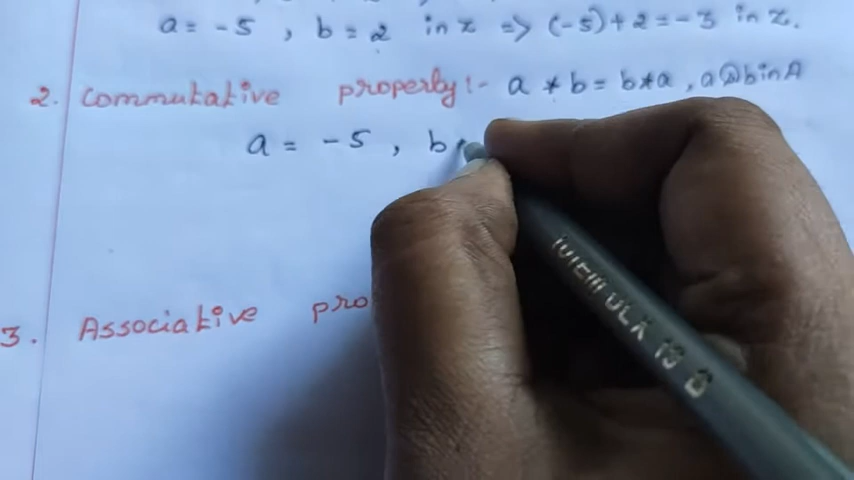 a = -5 , b = 2 in z => (-5)+2=-3 in z.
2. Commutative property:- a * b = b*a , a b in A
a = -5 , b
3. Associative pro